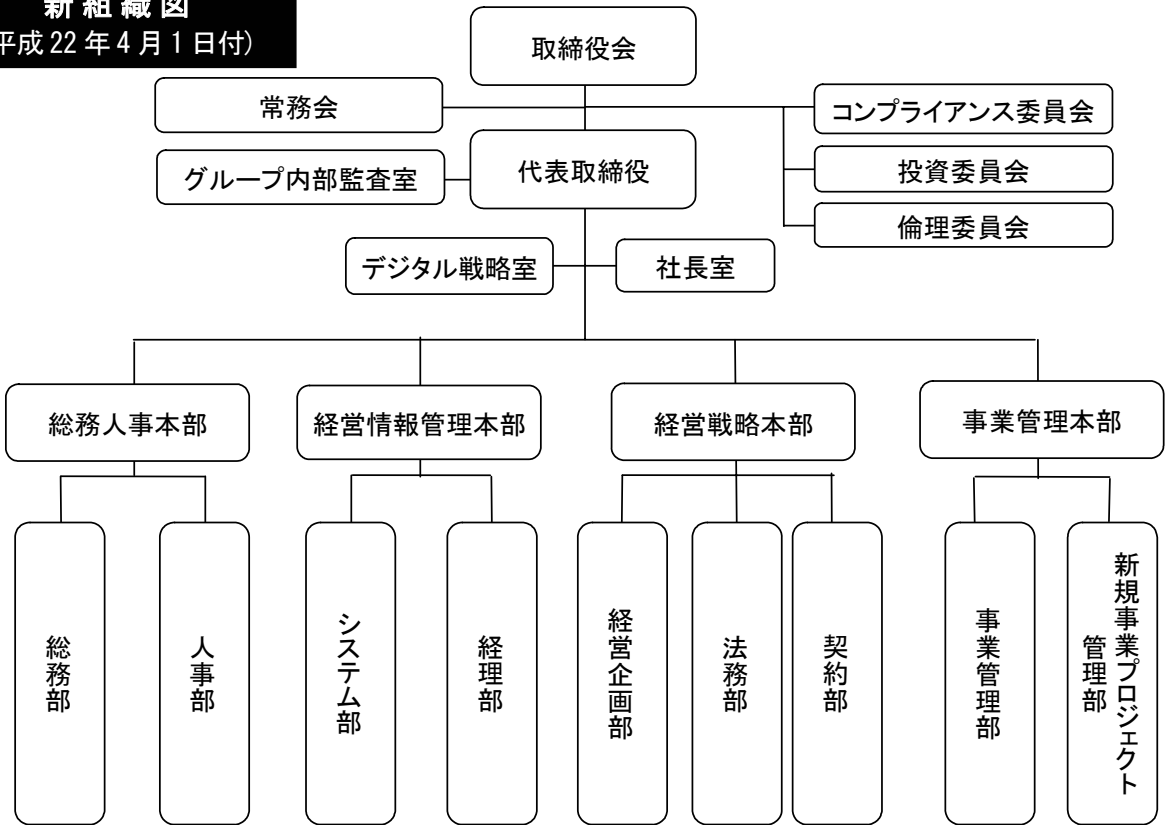 新組織図
平成22年4月1日付)
取締役会
常務会
コンプライアンス委員会
グループ内部監査室
代表取締役
投資委員会
倫理委員会
デジタル戦略室
社長室
総務人事本部
経営情報管理本部
経営戦略本部
事業管理本部
総務部
人事部
システム部
経理部
経営企画部
法務部
契約部
事業管理部
新規事業プロジェクト
管理部